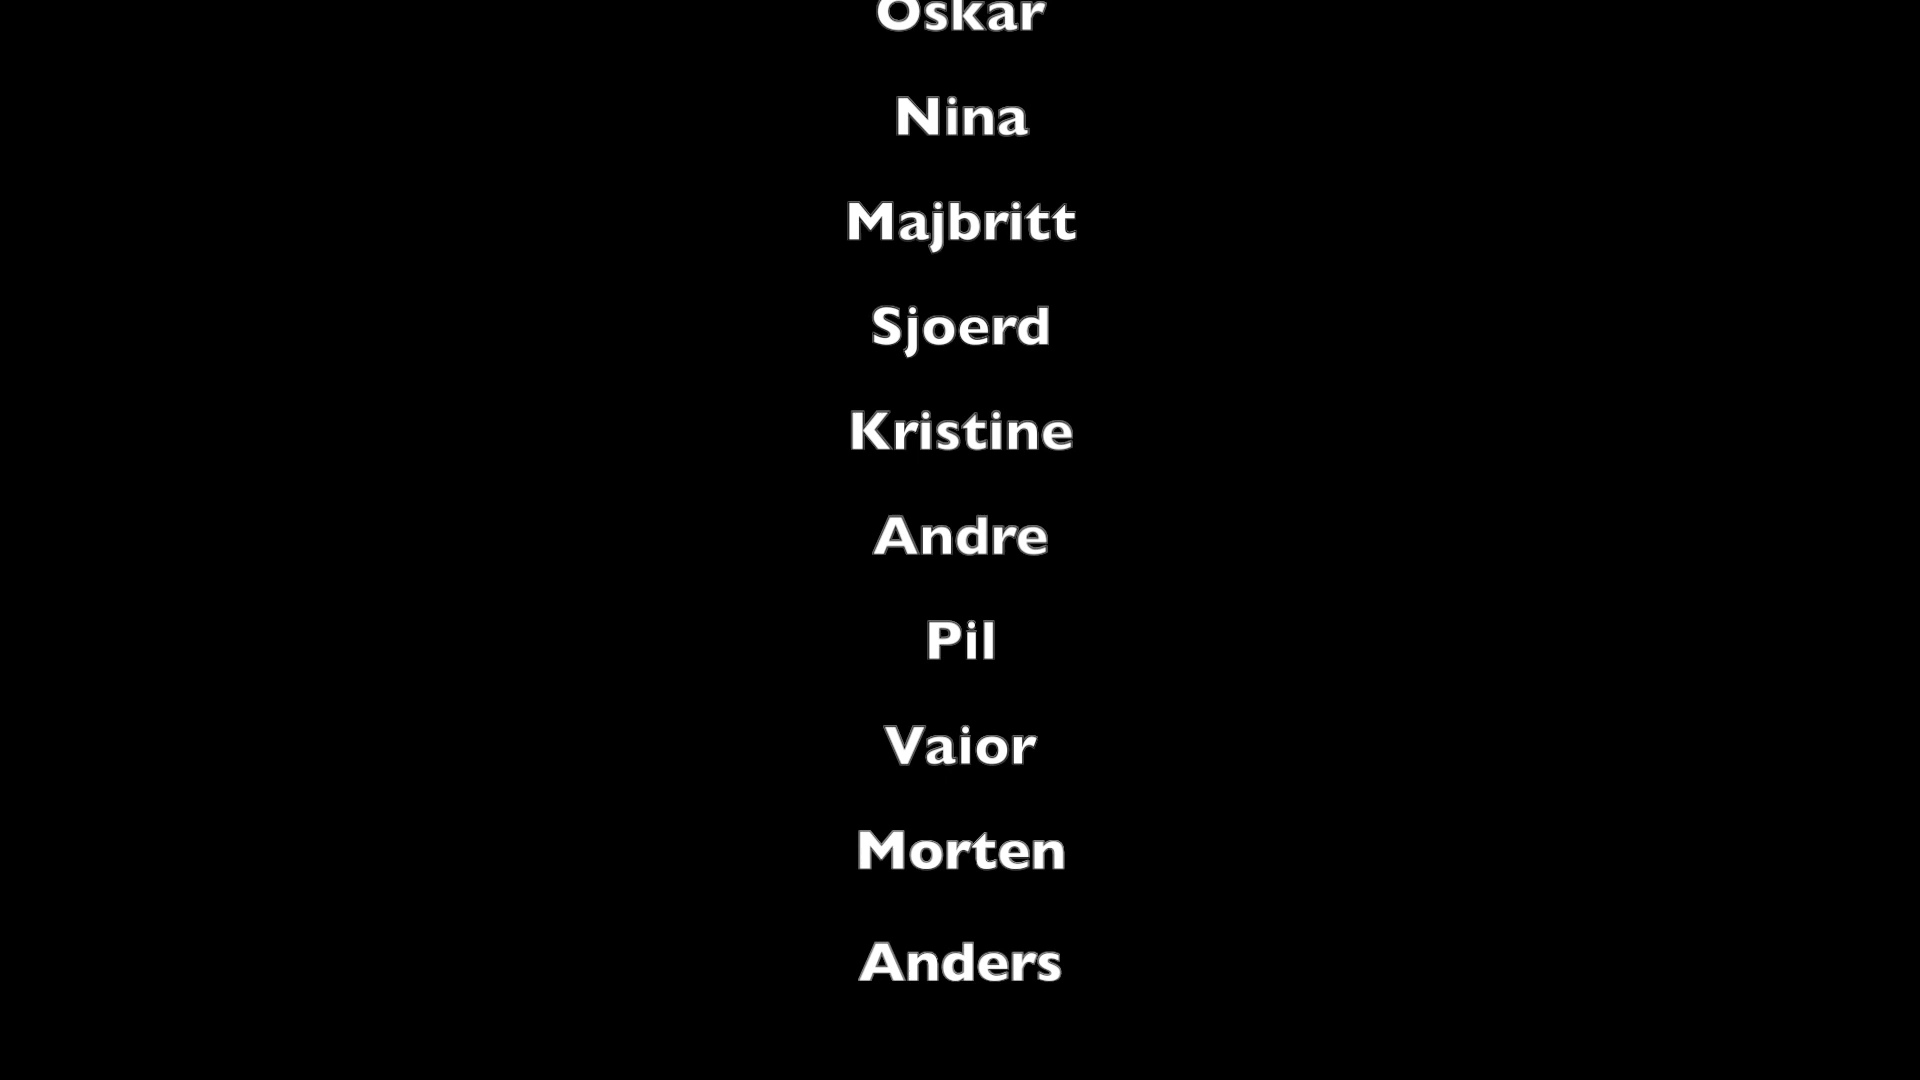 Oskar
Nina
Majbritt
Sjoerd
Kristine
Andre
Pil
Vaior
Morten
Anders